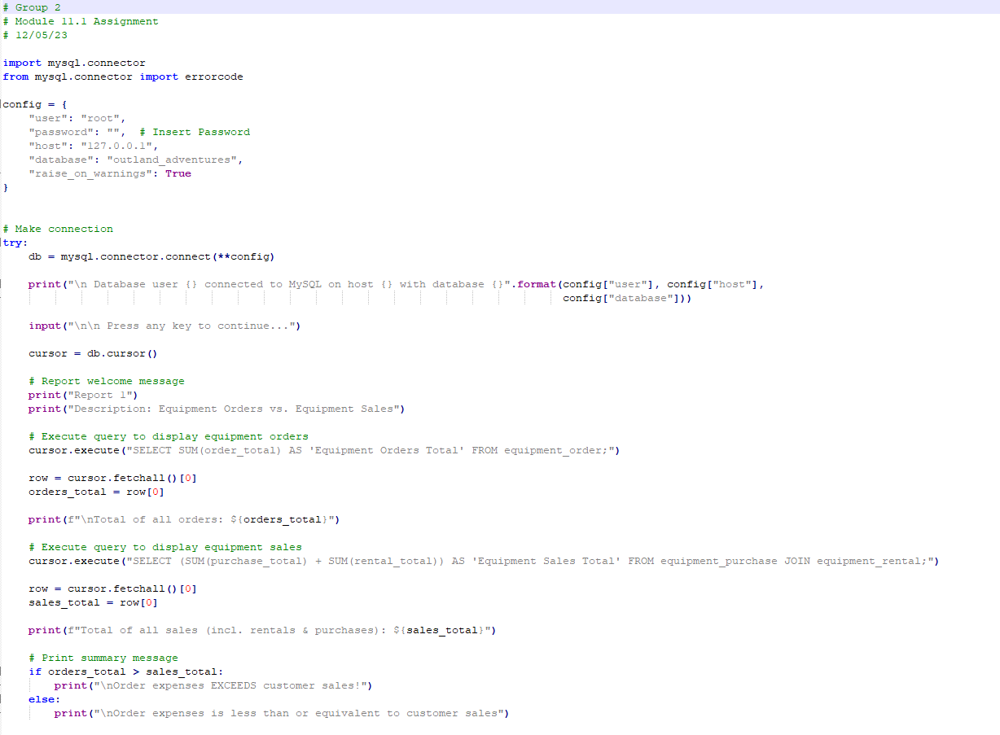 # Group 2
# Module 11.1 Assignment
# 12/05/23

import mysql.connector
from mysql.connector import errorcode

config = {
    "user": "root",
    "password": "",  # Insert Password
    "host": "127.0.0.1",
    "database": "outland_adventures",
    "raise_on_warnings": True
}


# Make connection
try:
    db = mysql.connector.connect(**config)

    print("\n Database user {} connected to MySQL on host {} with database {}".format(config["user"], config["host"],
                                                                                      config["database"]))

    input("\n\n Press any key to continue...")

    cursor = db.cursor()

    # Report welcome message
    print("Report 1")
    print("Description: Equipment Orders vs. Equipment Sales")

    # Execute query to display equipment orders
    cursor.execute("SELECT SUM(order_total) AS 'Equipment Orders Total' FROM equipment_order;")

    row = cursor.fetchall()[0]
    orders_total = row[0]

    print(f"\nTotal of all orders: ${orders_total}")

    # Execute query to display equipment sales
    cursor.execute("SELECT (SUM(purchase_total) + SUM(rental_total)) AS 'Equipment Sales Total' FROM equipment_purchase JOIN equipment_rental;")

    row = cursor.fetchall()[0]
    sales_total = row[0]

    print(f"Total of all sales (incl. rentals & purchases): ${sales_total}")

    # Print summary message
    if orders_total > sales_total:
        print("\nOrder expenses EXCEEDS customer sales!")
    else:
        print("\nOrder expenses is less than or equivalent to customer sales")